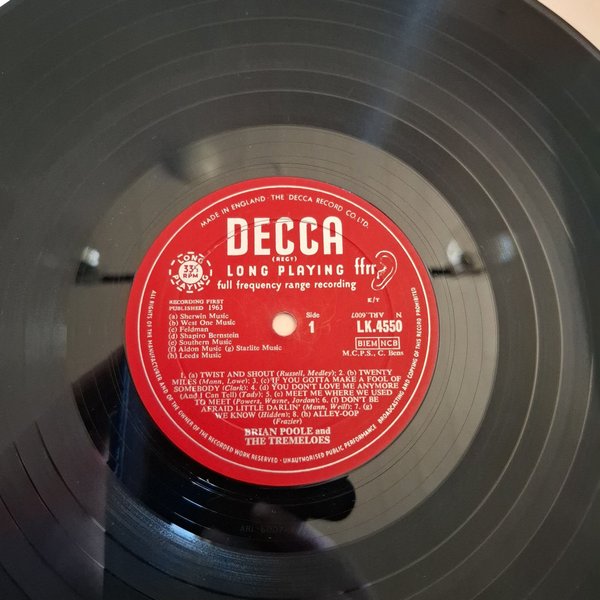 MADE IN ENGLAND · THE DECCA RECORD CO LTD.
DECCA
(REGT)
LONG PLAYING ffrr
full frequency range recording
LONG PLAYING
33⅓
RPM
RECORDING FIRST
PUBLISHED 1963
(a) Sherwin Music
(b) West One Music
(c) Feldman
(d) Shapiro Bernstein
(e) Southern Music
(f) Aldon Music (g) Starlite Music
(h) Leeds Music
Side
1
K/T
ARL.6007 N
LK.4550
BIEM NCB
M.C.P.S., C. Bens
1. (a) TWIST AND SHOUT (Russell, Medley); 2. (b) TWENTY
MILES (Mann, Lowe); 3. (c) IF YOU GOTTA MAKE A FOOL OF
SOMEBODY (Clark); 4. (d) YOU DON'T LOVE ME ANYMORE
(And I Can Tell) (Tady); 5. (e) MEET ME WHERE WE USED
TO MEET (Powers, Wayne, Jordon); 6. (f) DON'T BE
AFRAID LITTLE DARLIN' (Mann, Weill); 7. (g)
WE KNOW (Hidden); 8. (h) ALLEY-OOP
(Frazier)
BRIAN POOLE and
THE TREMELOES
ALL RIGHTS OF THE MANUFACTURER AND OF THE OWNER OF THE RECORDED WORK RESERVED · UNAUTHORISED PUBLIC PERFORMANCE BROADCASTING AND COPYING OF THIS RECORD PROHIBITED